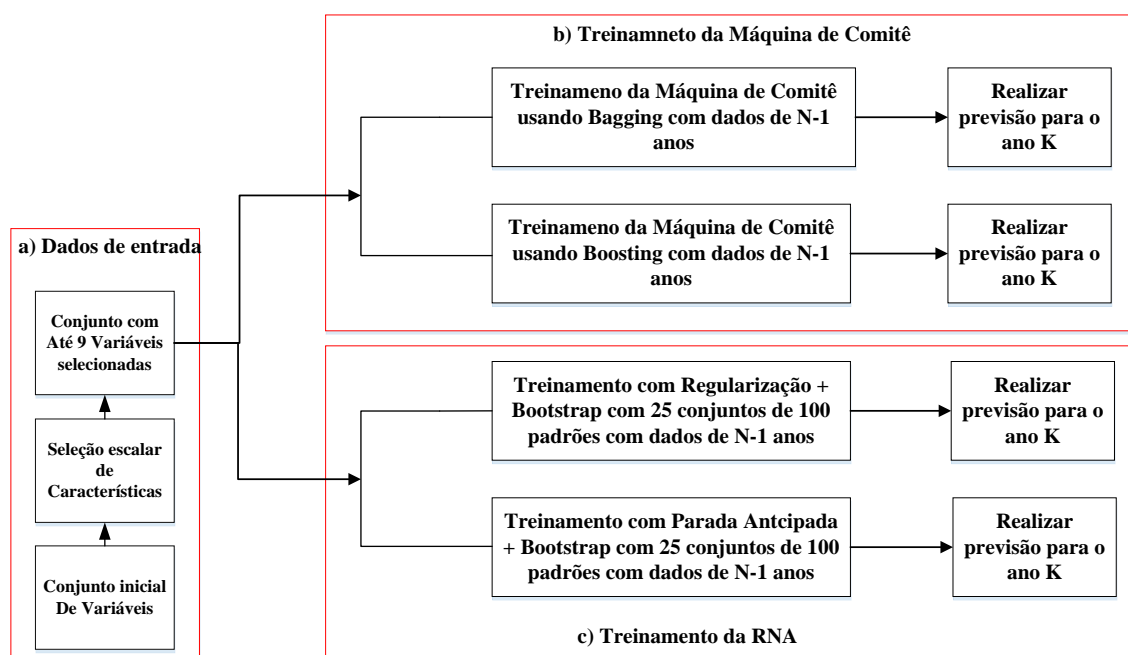 b) Treinamneto da Máquina de Comitê
Treinameno da Máquina de Comitê
usando Bagging com dados de N-1
anos
Realizar
previsão para o
ano K
Treinameno da Máquina de Comitê
usando Boosting com dados de N-1
anos
Realizar
previsão para o
ano K
a) Dados de entrada
Conjunto com
Até 9 Variáveis
selecionadas
Seleção escalar
de
Características
Conjunto inicial
De Variáveis
Treinamento com Regularização +
Bootstrap com 25 conjuntos de 100
padrões com dados de N-1 anos
Realizar
previsão para o
ano K
Treinamento com Parada Antcipada
+ Bootstrap com 25 conjuntos de 100
padrões com dados de N-1 anos
Realizar
previsão para o
ano K
c) Treinamento da RNA